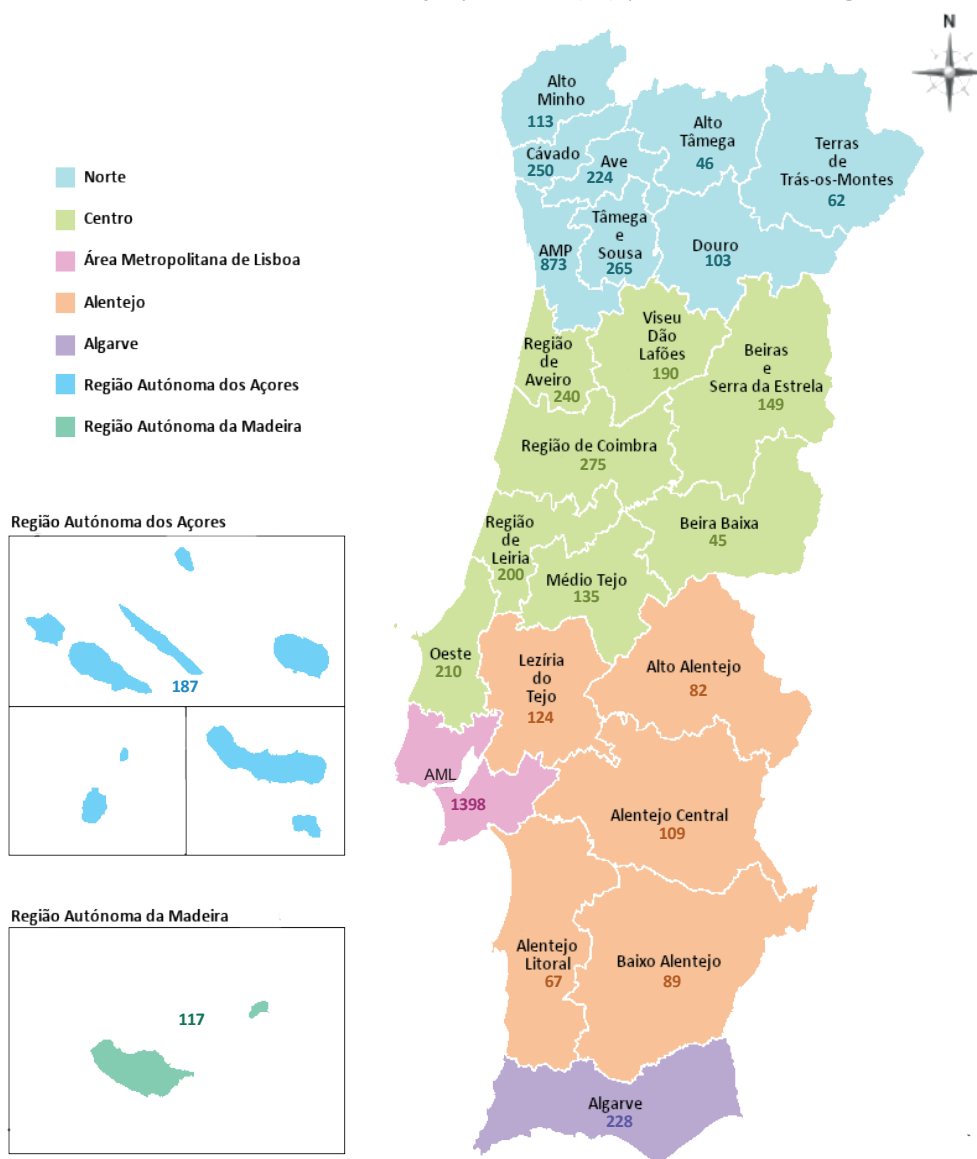 N
Norte
Centro
Área Metropolitana de Lisboa
Alentejo
Algarve
Região Autónoma dos Açores
Região Autónoma da Madeira
Alto
Minho
113
Cávado
250
Ave
224
Alto
Tâmega
46
Terras
de
Trás-os-Montes
62
AMP
873
Tâmega
e
Sousa
265
Douro
103
Região
de
Aveiro
240
Viseu
Dão
Lafões
190
Beiras
e
Serra da Estrela
149
Região de Coimbra
275
Região
de
Leiria
200
Médio Tejo
135
Beira Baixa
45
Oeste
210
Lezíria
do
Tejo
124
Alto Alentejo
82
AML
1398
Alentejo Central
109
Alentejo
Litoral
67
Baixo Alentejo
89
Algarve
228
Região Autónoma dos Açores
187
Região Autónoma da Madeira
117